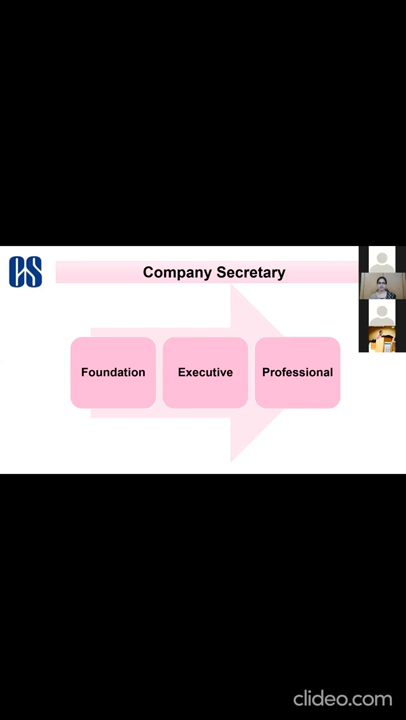 CS
Company Secretary
Foundation
Executive
Professional
clideo.com